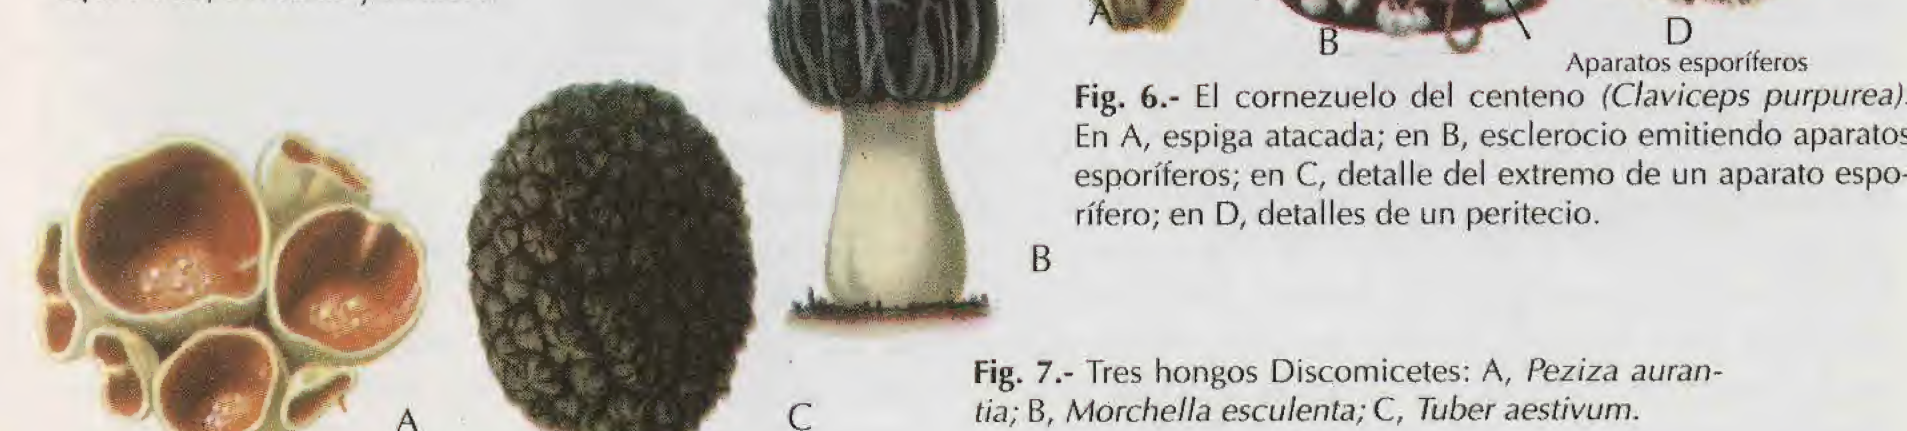 A
B
D
Aparatos esporíferos
Fig. 6.- El cornezuelo del centeno (Claviceps purpurea).
En A, espiga atacada; en B, esclerocio emitiendo aparatos
esporíferos; en C, detalle del extremo de un aparato espo-
rífero; en D, detalles de un peritecio.
B
A
C
Fig. 7.- Tres hongos Discomicetes: A, Peziza auran-
tia; B, Morchella esculenta; C, Tuber aestivum.